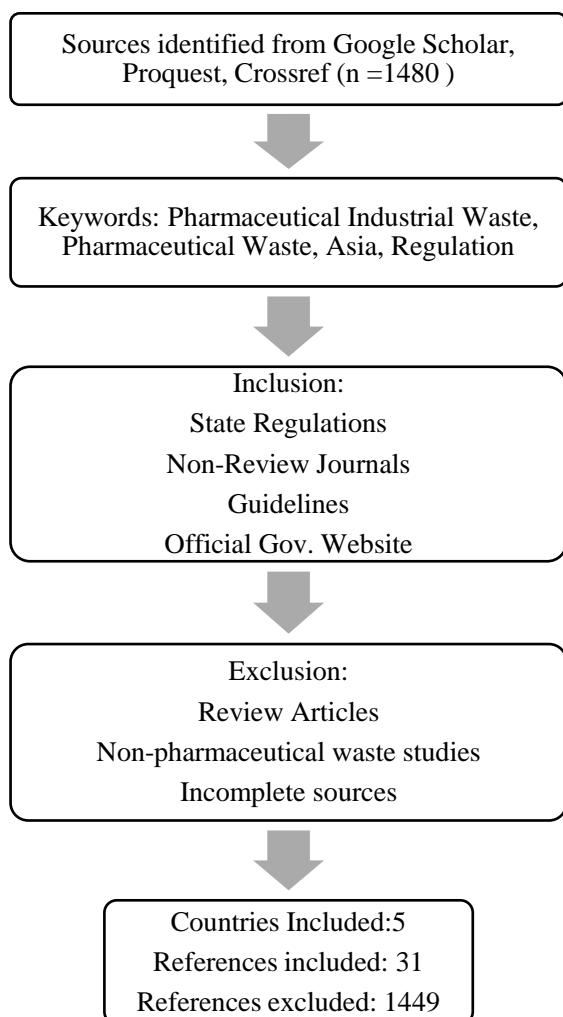 Sources identified from Google Scholar,
Proquest, Crossref (n =1480 )
Keywords: Pharmaceutical Industrial Waste,
Pharmaceutical Waste, Asia, Regulation
Inclusion:
State Regulations
Non-Review Journals
Guidelines
Official Gov. Website
Exclusion:
Review Articles
Non-pharmaceutical waste studies
Incomplete sources
Countries Included:5
References included: 31
References excluded: 1449